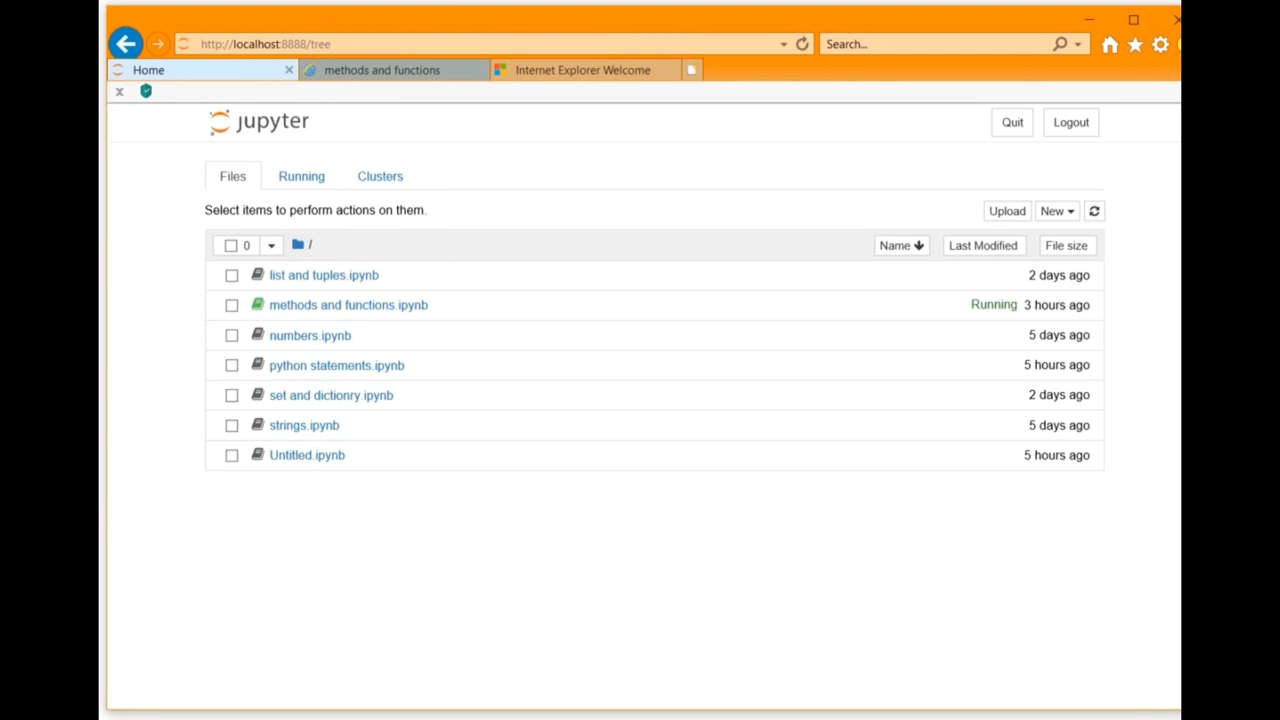 http://localhost:8888/tree Search...
Home methods and functions Internet Explorer Welcome
x
jupyter Quit Logout
Files Running Clusters
Select items to perform actions on them. Upload New
0 / Name Last Modified File size
list and tuples.ipynb 2 days ago
methods and functions.ipynb Running 3 hours ago
numbers.ipynb 5 days ago
python statements.ipynb 5 hours ago
set and dictionry.ipynb 2 days ago
strings.ipynb 5 days ago
Untitled.ipynb 5 hours ago